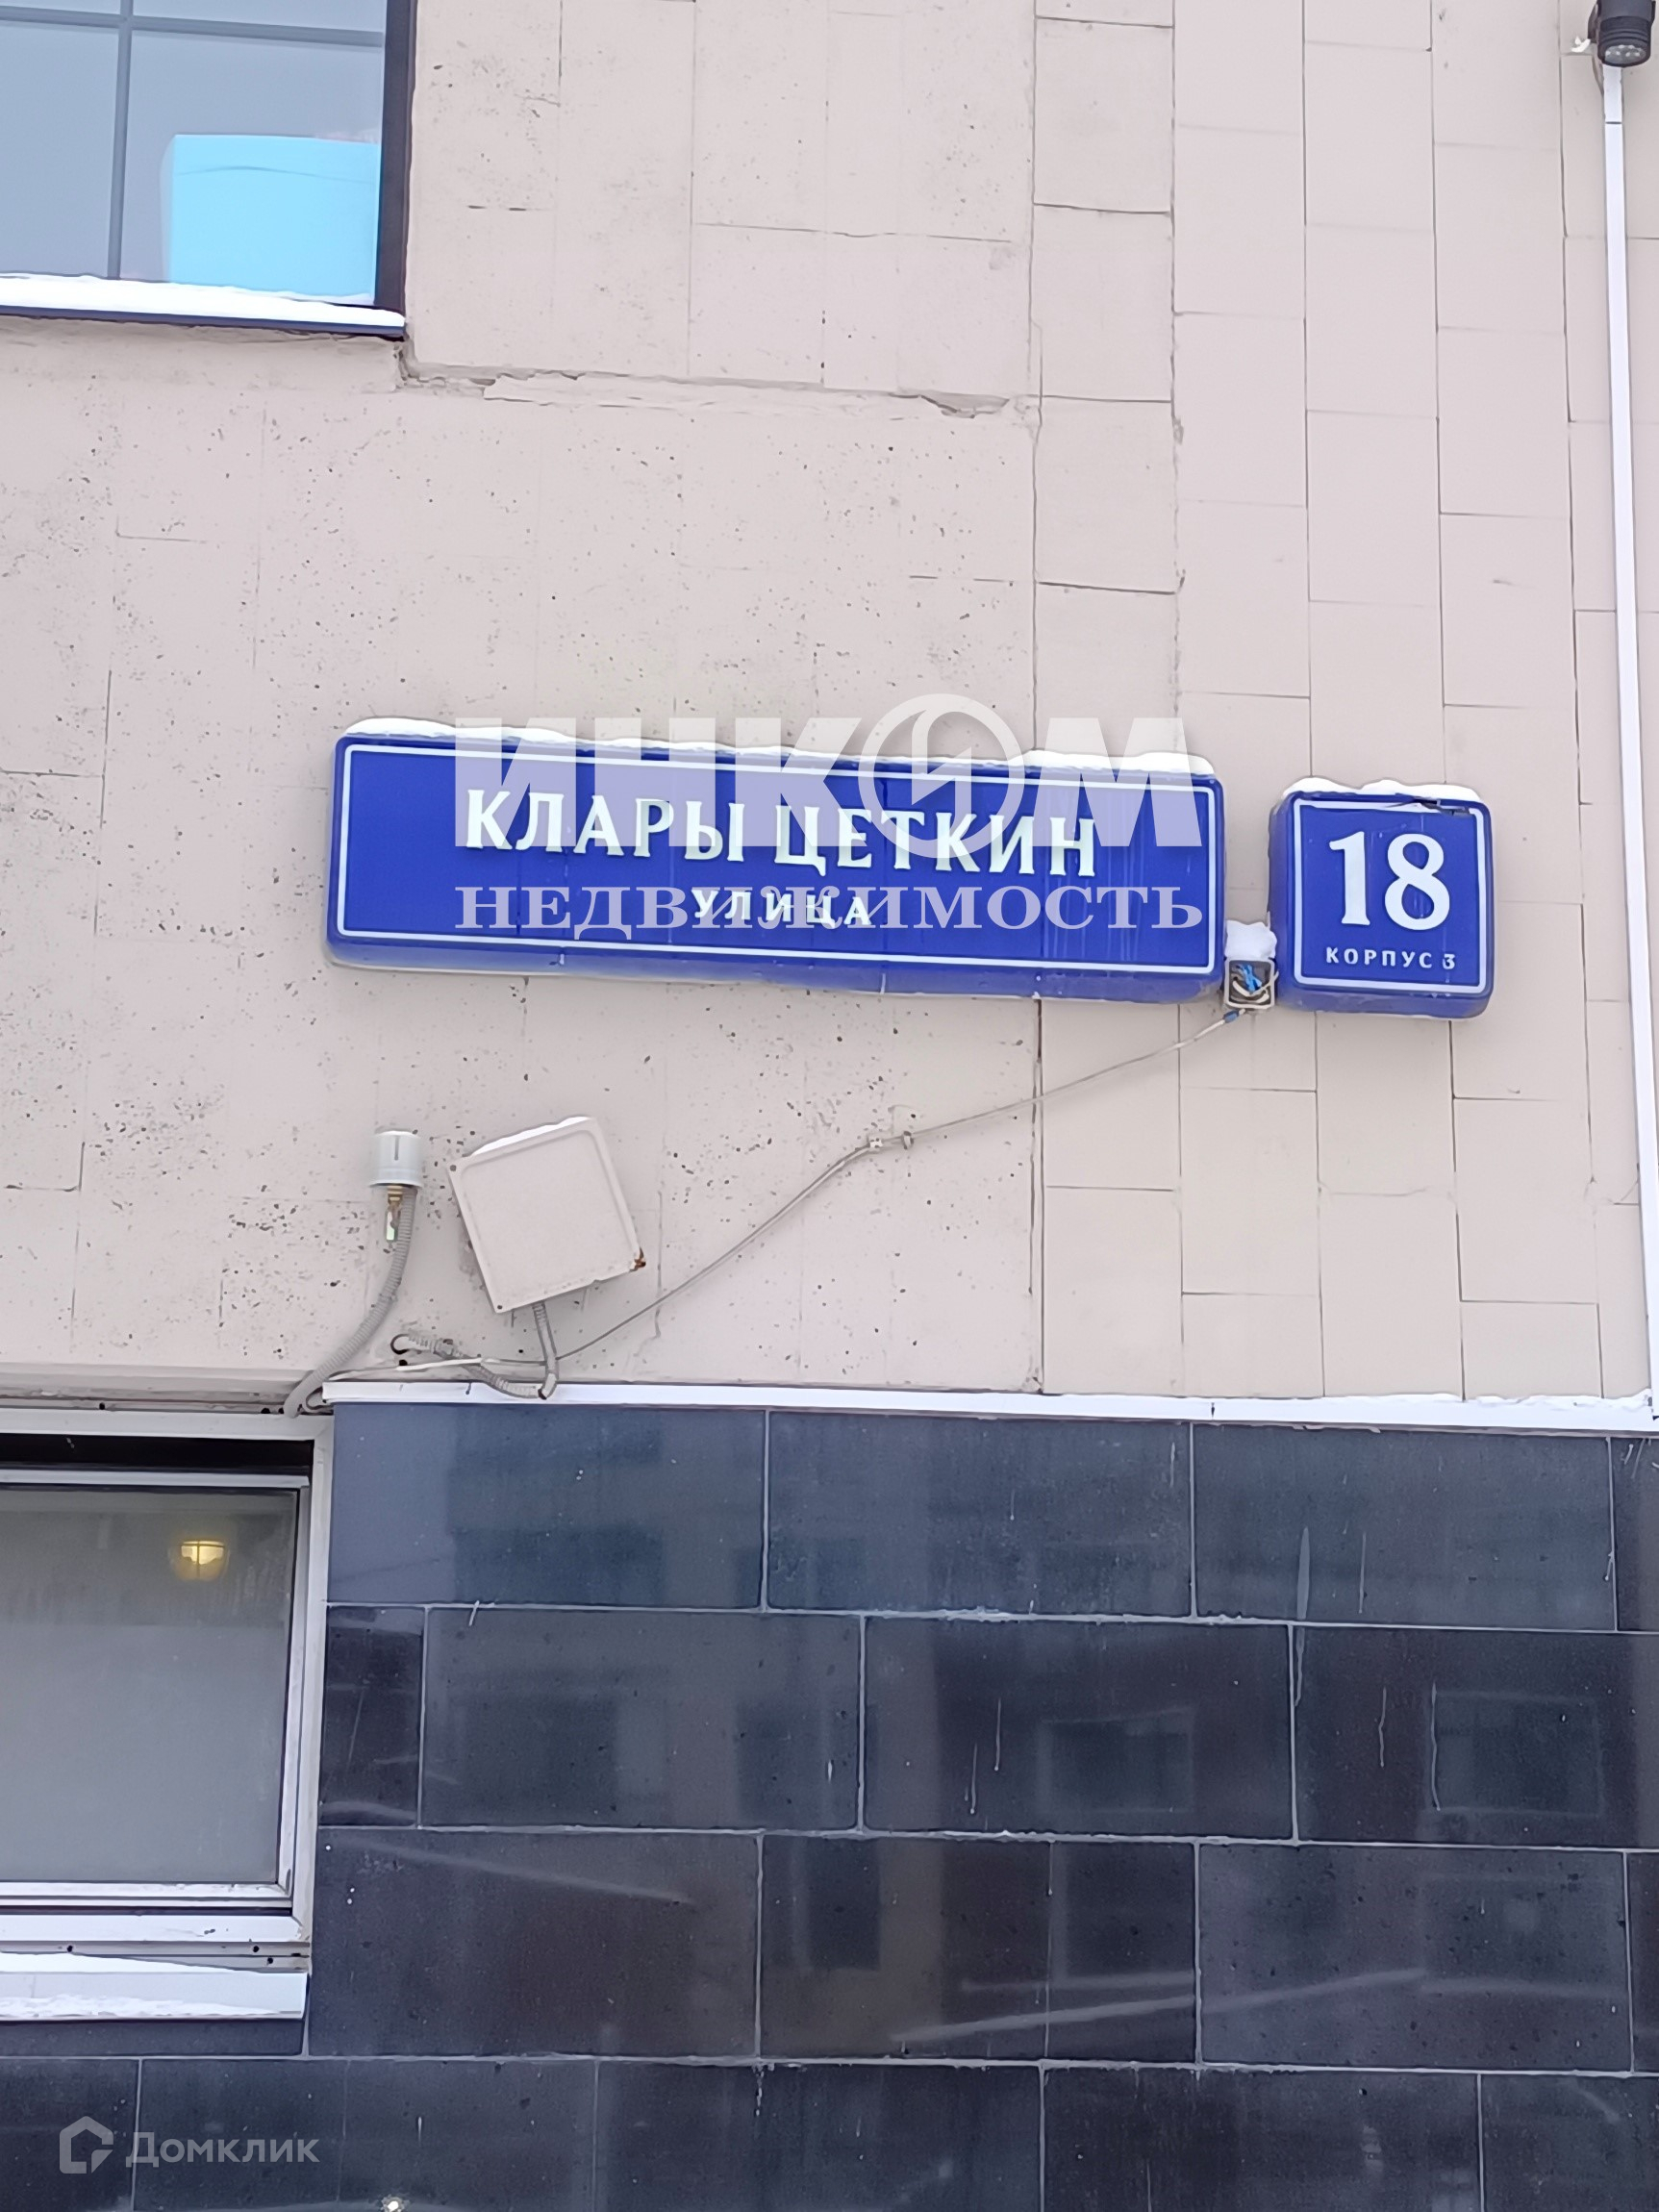 ИНКОМ
КЛАРЫ ЦЕТКИН
НЕДВИЖИМОСТЬ
УЛИЦА
18
КОРПУС 3
Домклик